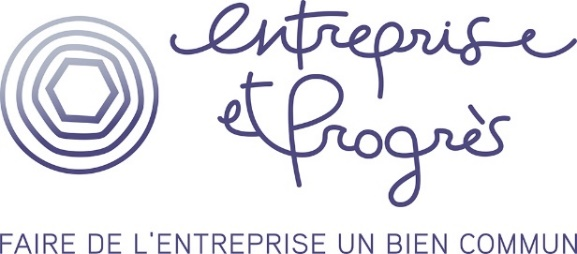 entreprise
et Progrès
FAIRE DE L'ENTREPRISE UN BIEN COMMUN